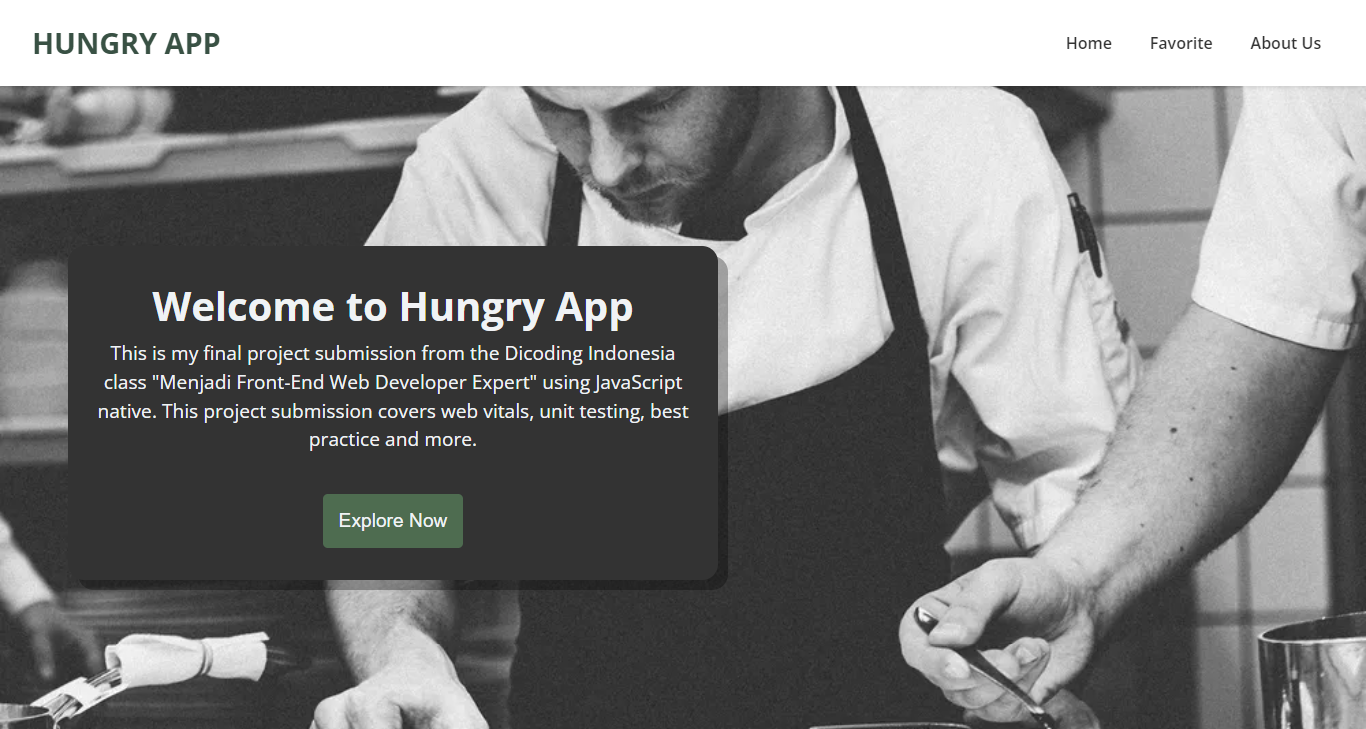 HUNGRY APP
Home Favorite About Us
Welcome to Hungry App
This is my final project submission from the Dicoding Indonesia
class "Menjadi Front-End Web Developer Expert" using JavaScript
native. This project submission covers web vitals, unit testing, best
practice and more.
Explore Now